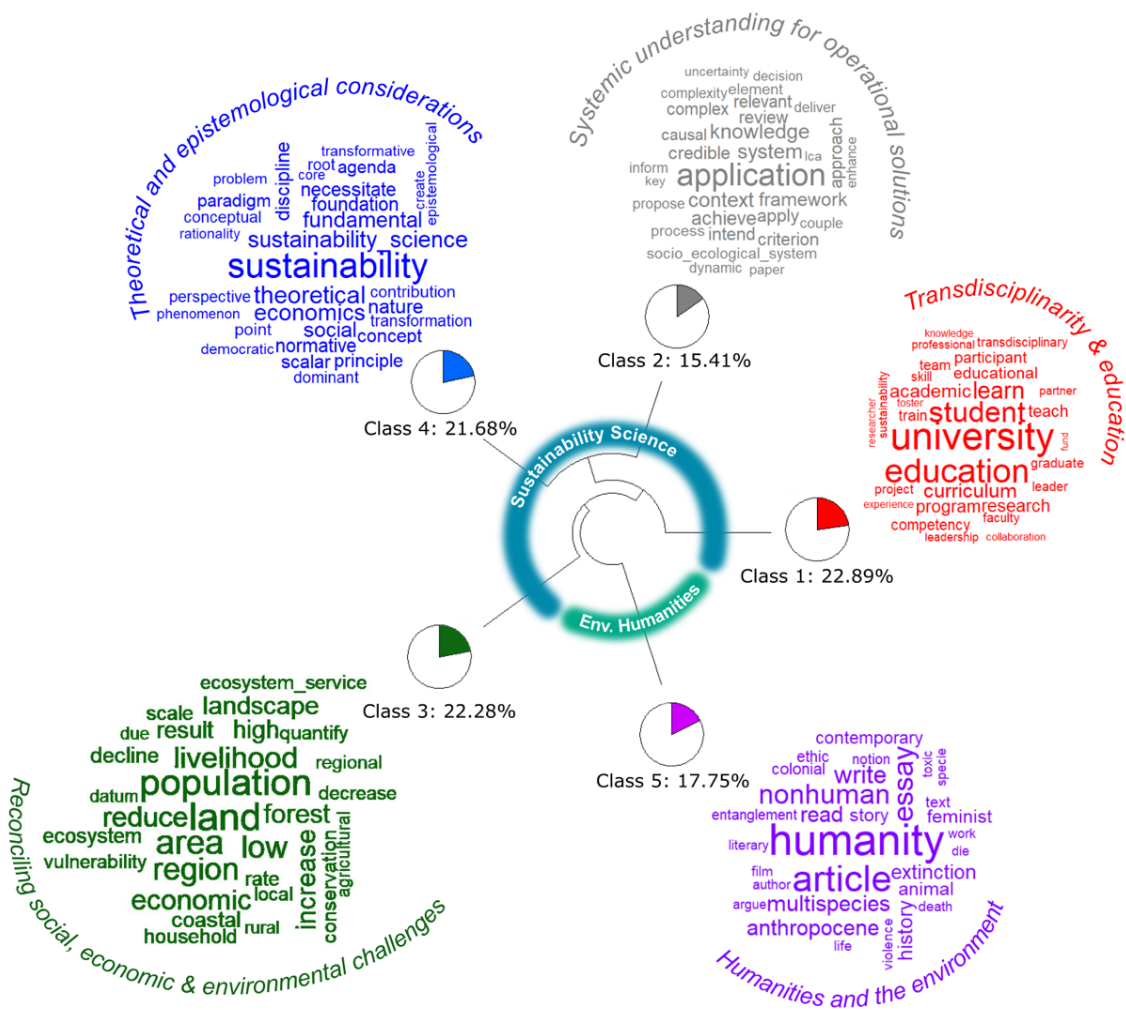 Theoretical and epistemological considerations
transformative
root agenda
core
problem
discipline
necessitate
create
epistemological
paradigm
foundation
conceptual
fundamental
rationality
sustainability_science
sustainability
perspective theoretical contribution
phenomenon economics nature
point social transformation
democratic normative concept
scalar principle
dominant
Class 4: 21.68%
Systemic understanding for operational solutions
uncertainty decision
complexity element
complex relevant deliver
review
causal knowledge
approach
enhance
credible system lca
inform
key
application
propose context framework
achieve apply couple
process intend criterion
socio_ecological_system
dynamic paper
Class 2: 15.41%
Transdisciplinarity & education
knowledge
professional transdisciplinary
team participant
skill educational
academic learn partner
researcher
sustainability
foster
train student teach
university
fund
education graduate
project curriculum leader
experience program research
competency faculty
leadership collaboration
Class 1: 22.89%
Sustainability Science
Env. Humanities
Class 3: 22.28%
ecosystem_service
scale landscape
due result high quantify
decline livelihood regional
population
datum decrease
reduce land forest
ecosystem area low
increase
conservation
agricultural
vulnerability region rate
economic local
coastal rural
household
Reconciling social, economic & environmental challenges
Class 5: 17.75%
contemporary
ethic notion
colonial write
essay
toxic
specie
nonhuman
text
entanglement read story feminist
humanity
work
literary die
film article extinction
author animal
argue multispecies death
anthropocene
violence
history
life
Humanities and the environment